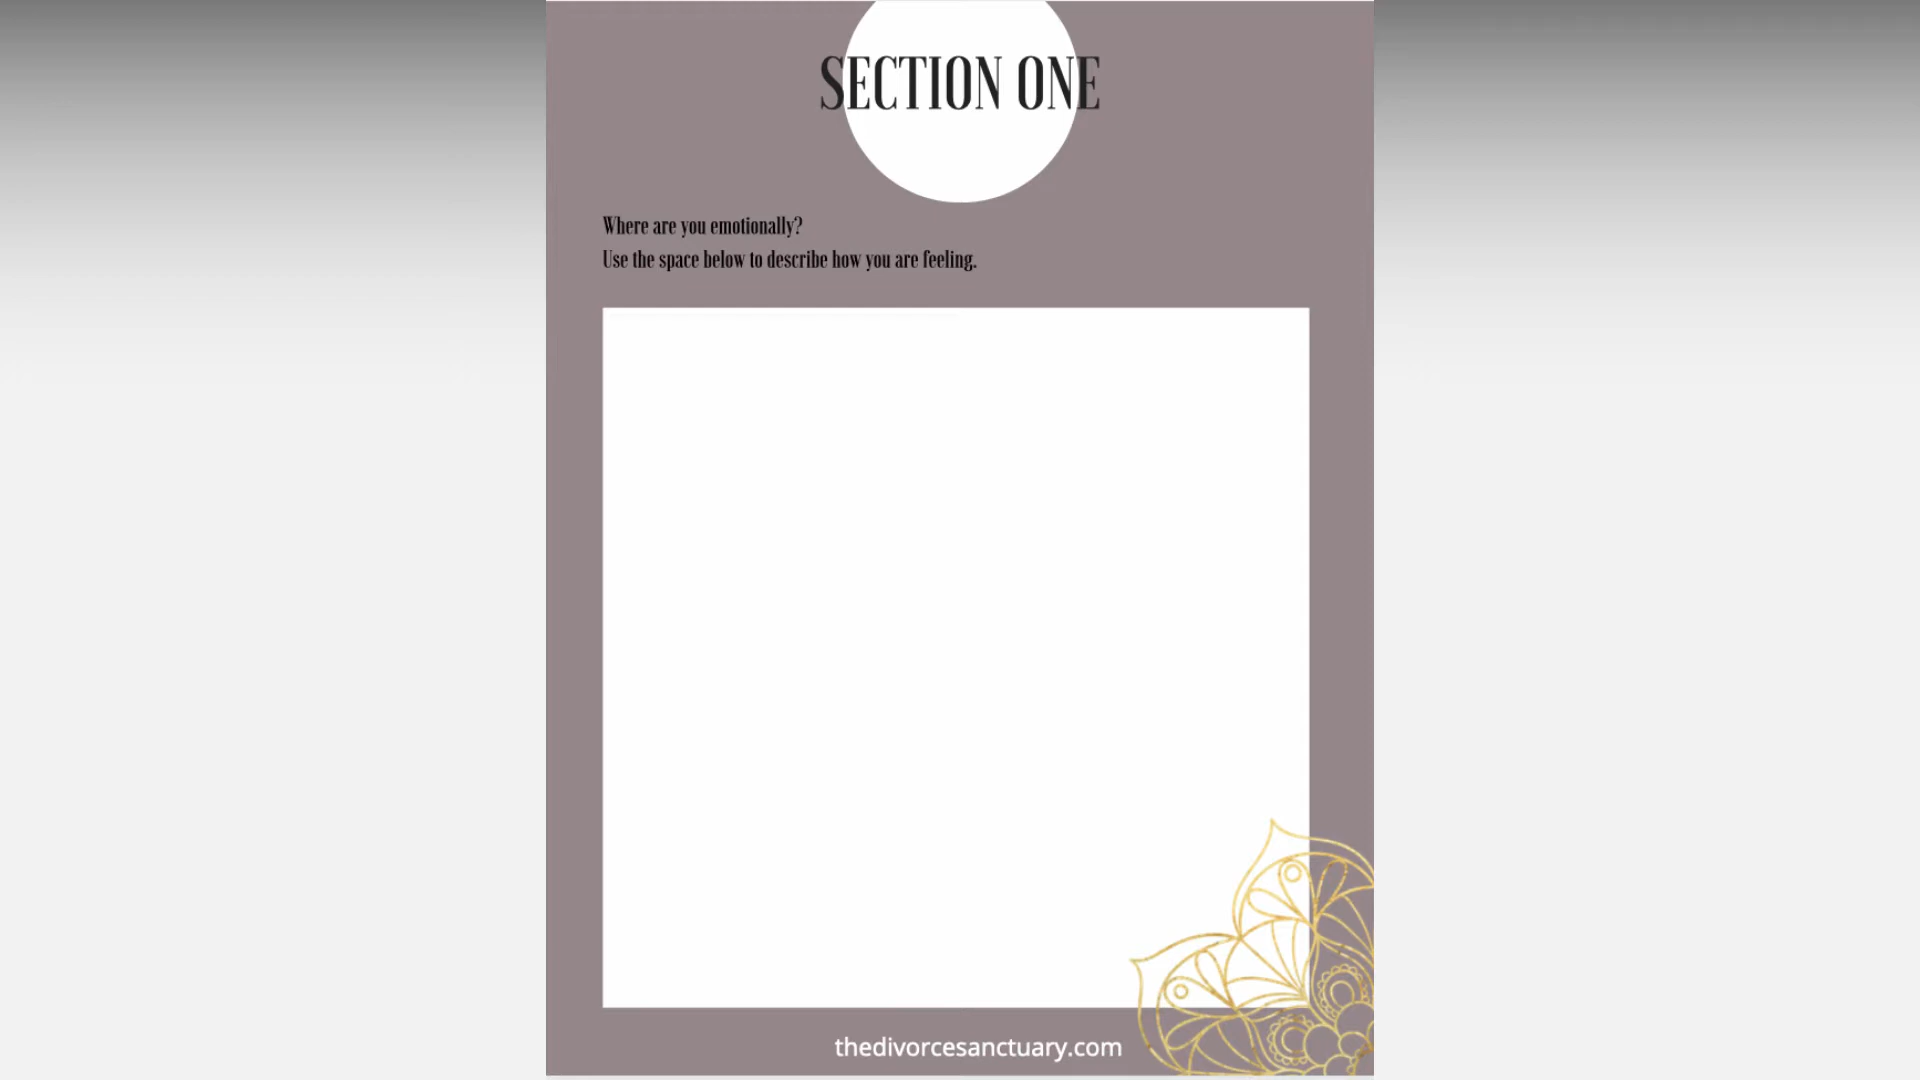 SECTION ONE
Where are you emotionally?
Use the space below to describe how you are feeling.
thedivorcesanctuary.com